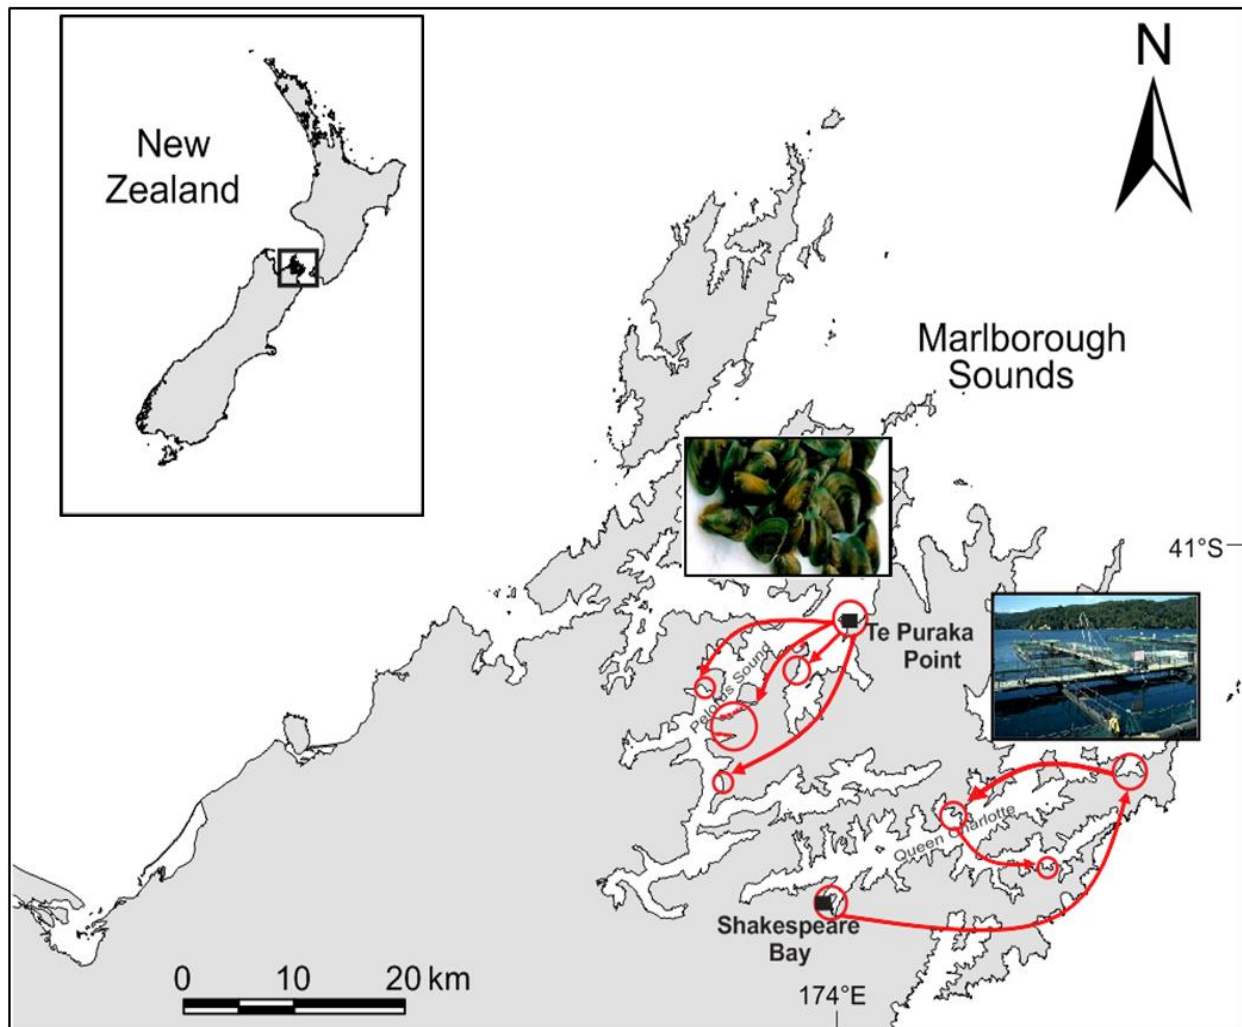 New
Zealand
N
Marlborough
Sounds
41°S
Te Puraka
Point
Pelorus Sound
Queen Charlotte
Shakespeare
Bay
0 10 20 km
174°E